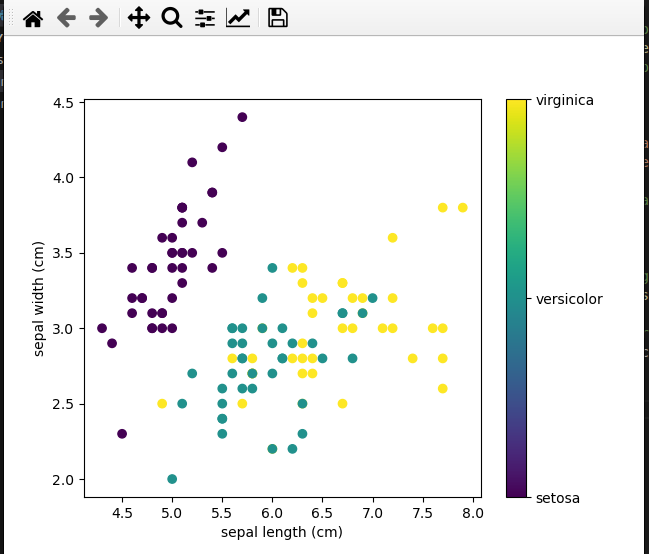 4.5
4.0
3.5
3.0
2.5
2.0
sepal width (cm)
4.5 5.0 5.5 6.0 6.5 7.0 7.5 8.0
sepal length (cm)
virginica
versicolor
setosa